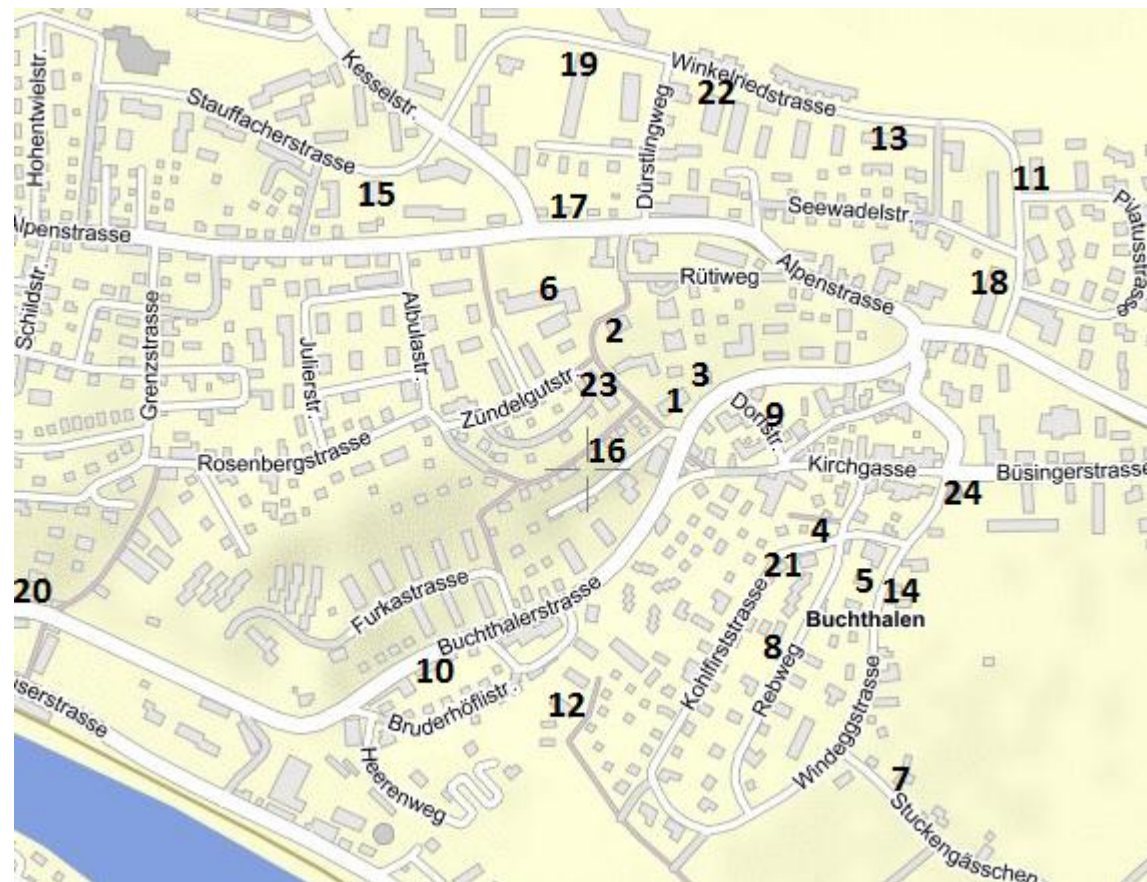 Kesselstr.
19
Winkelriedstrasse
22
Hohentwielstr.
Stauffacherstrasse
13
Dürstlingweg
15
11
17
Seewadelstr.
Pilatusstrasse
Alpenstrasse
Rütiweg
Alpenstrasse
18
Schildstr.
6
Albulastr.
2
Grenzstrasse
Julierstr.
Zündelgutstr.
23
3
1
Dorfstr.
9
16
Rosenbergstrasse
Kirchgasse
Büsingerstrasse
24
4
21
5
14
20
Furkastrasse
Buchthalerstrasse
Buchthalen
Kohlfirststrasse
8
Rebweg
10
Bruderhöflistr.
12
Windeggstrasse
userstrasse
Heerenweg
7
Stuckengässchen